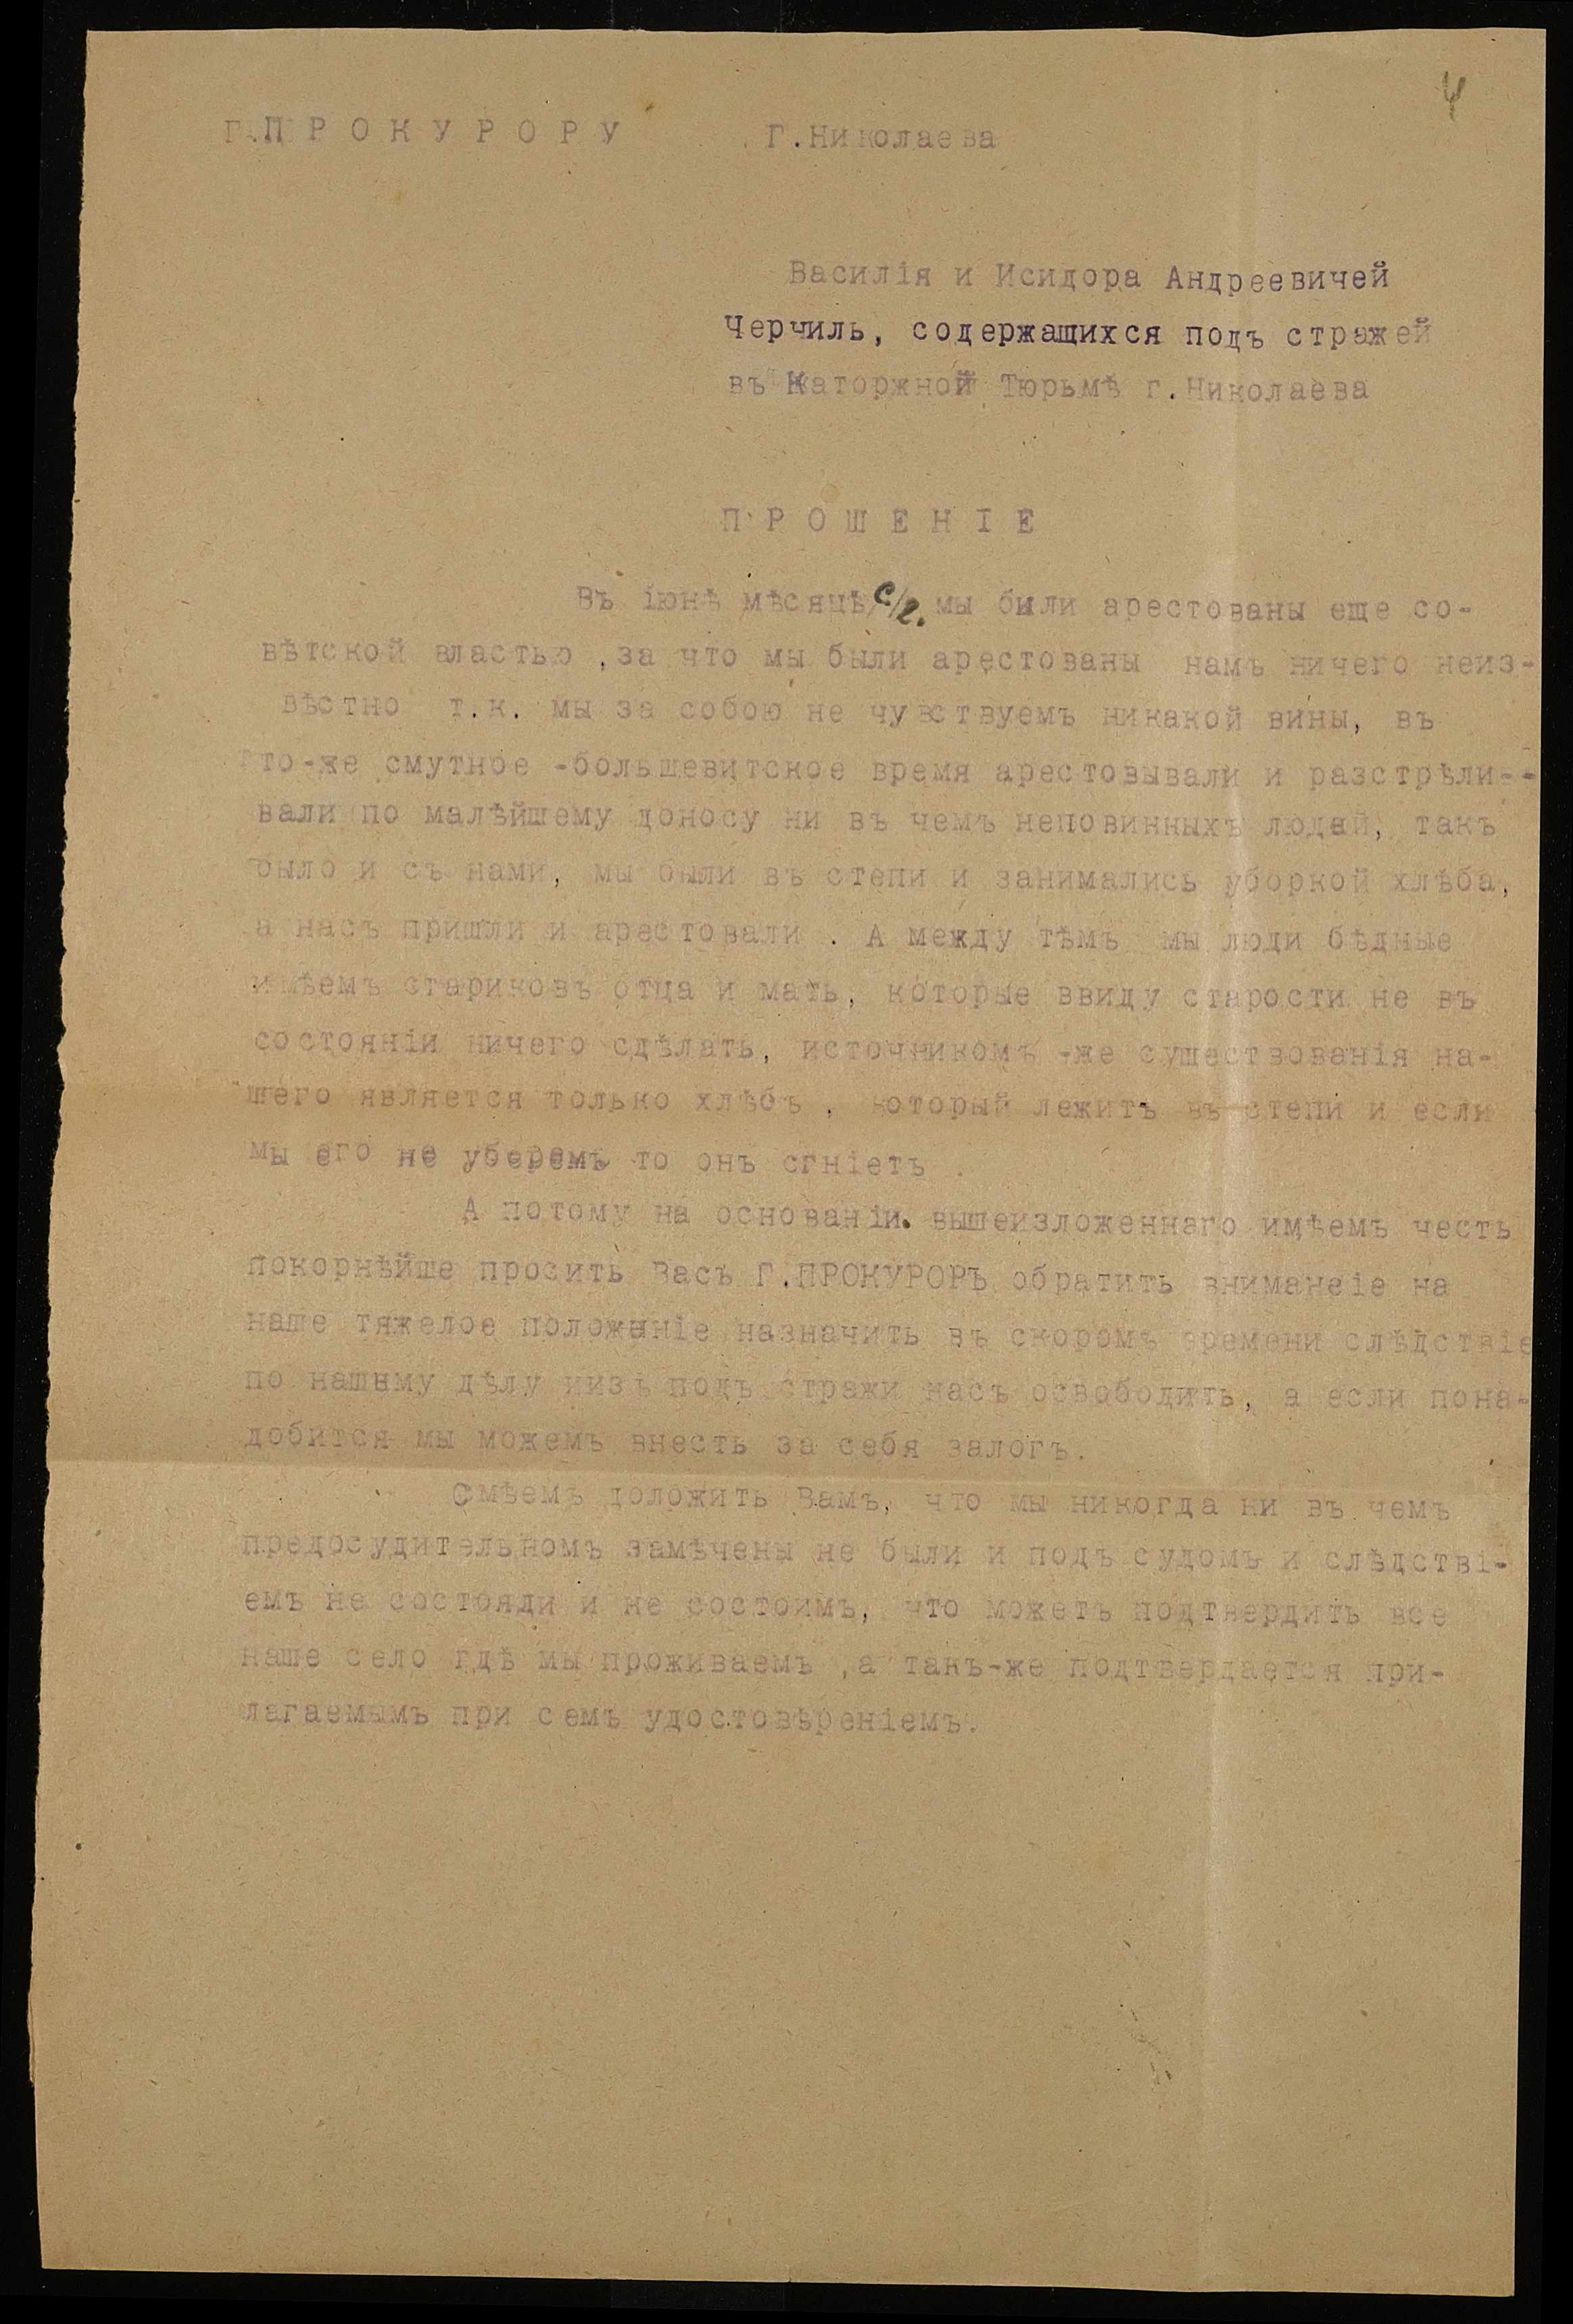 4
Г.П Р О К У Р О Р У Г.Николаева
Василія и Исидора Андреевичей
Черчиль, содержащихся подъ стражей
въ Каторжной Тюрьмѣ г.Николаева
П Р О Ш Е Н І Е
Въ іюнѣ мѣсяцѣ с/г. мы были арестованы еще со-
вѣтской властью ,за что мы были арестованы намъ ничего неиз-
вѣстно т.к. мы за собою не чувствуемъ никакой вины, въ
то-же смутное -большевитское время арестовывали и разстрѣли--
вали по малѣйшему доносу ни въ чемъ неповинныхъ людей, такъ
было и съ нами, мы были въ степи и занимались уборкой хлѣба,
а насъ пришли и арестовали . А между тѣмъ мы люди бѣдные
имѣемъ стариковъ отца и мать, которые ввиду старости не въ
состояніи ничего сдѣлать, источникомъ -же существованія на-
шего является только хлѣбъ , который лежитъ въ степи и если
мы его не уберемъ то онъ сгніетъ .
А потому на основаніи. вышеизложеннаго имѣемъ честь
покорнѣйше просить Васъ Г.ПРОКУРОРЪ обратить вниманеіе на
наше тяжелое положеніе назначить въ скоромъ времени слѣдствіе
по нашему дѣлу иизъ подъ стражи насъ освободить, а если пона-
добится мы можемъ внесть за себя залогъ.
Смѣемъ доложить Вамъ, что мы никогда ни въ чемъ
предосудительномъ замѣчены не были и подъ судомъ и слѣдстві-
емъ не состояди и не состоимъ, что можетъ подтвердить все
наше село гдѣ мы проживаемъ ,а такъ-же подтвердается при-
лагаемымъ при семъ удостовѣреніемъ.